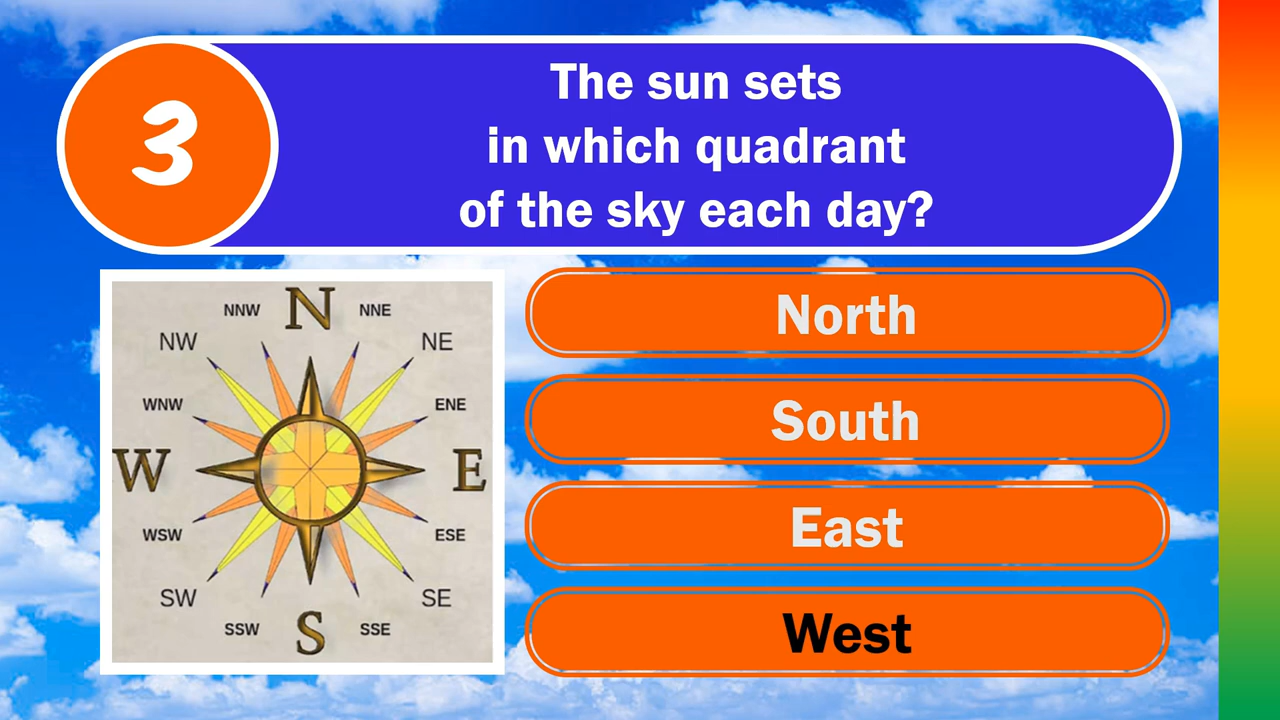 3
The sun sets
in which quadrant
of the sky each day?
NNW N NNE
NW NE
WNW ENE
W E
WSW ESE
SW SE
SSW S SSE
North
South
East
West